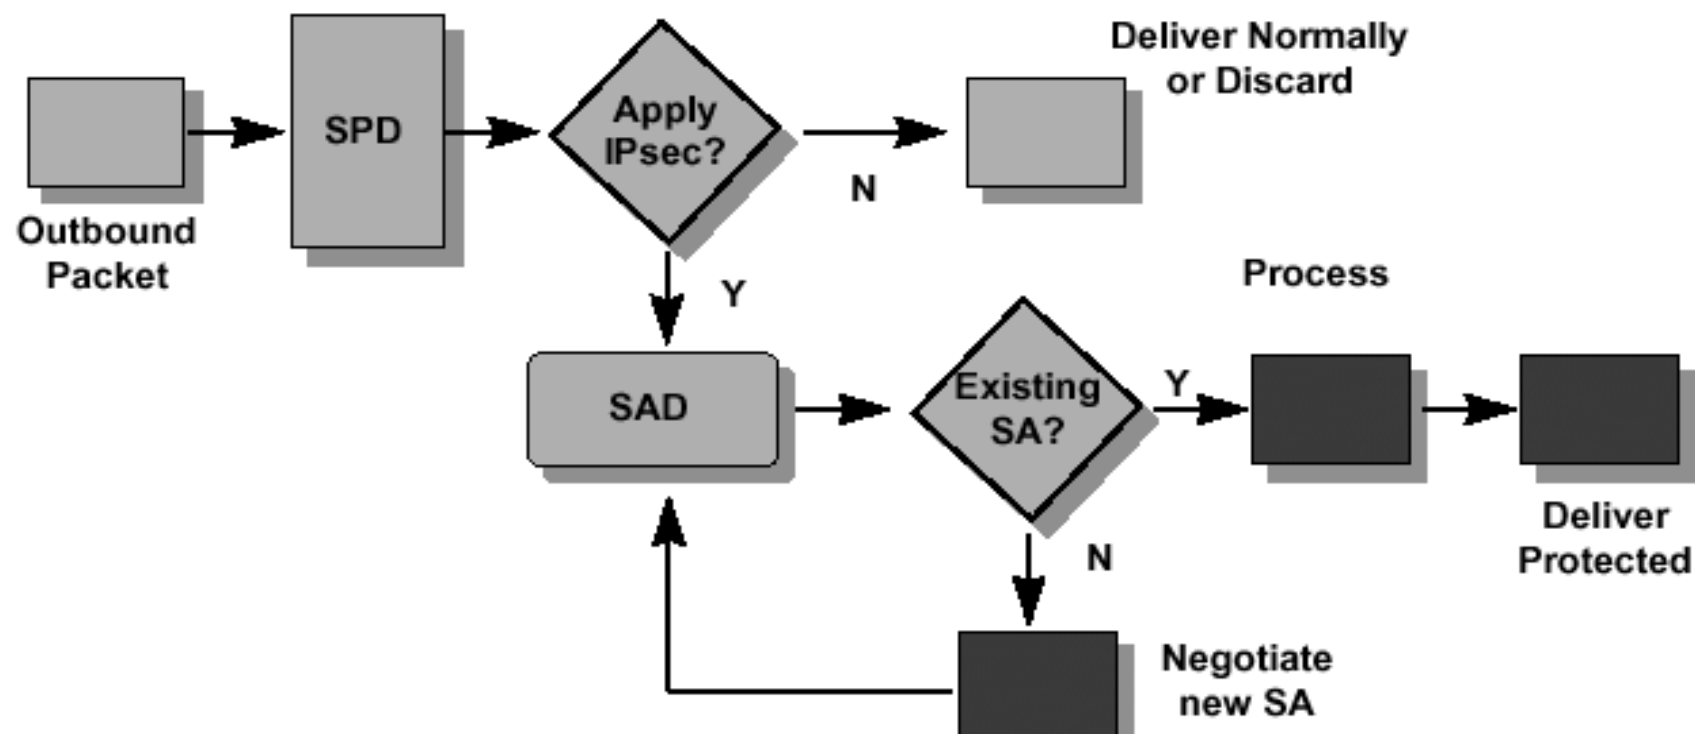 Outbound
Packet
SPD
Apply
IPsec?
N
Deliver Normally
or Discard
Y
SAD
Existing
SA?
Y
Process
Deliver
Protected
N
Negotiate
new SA